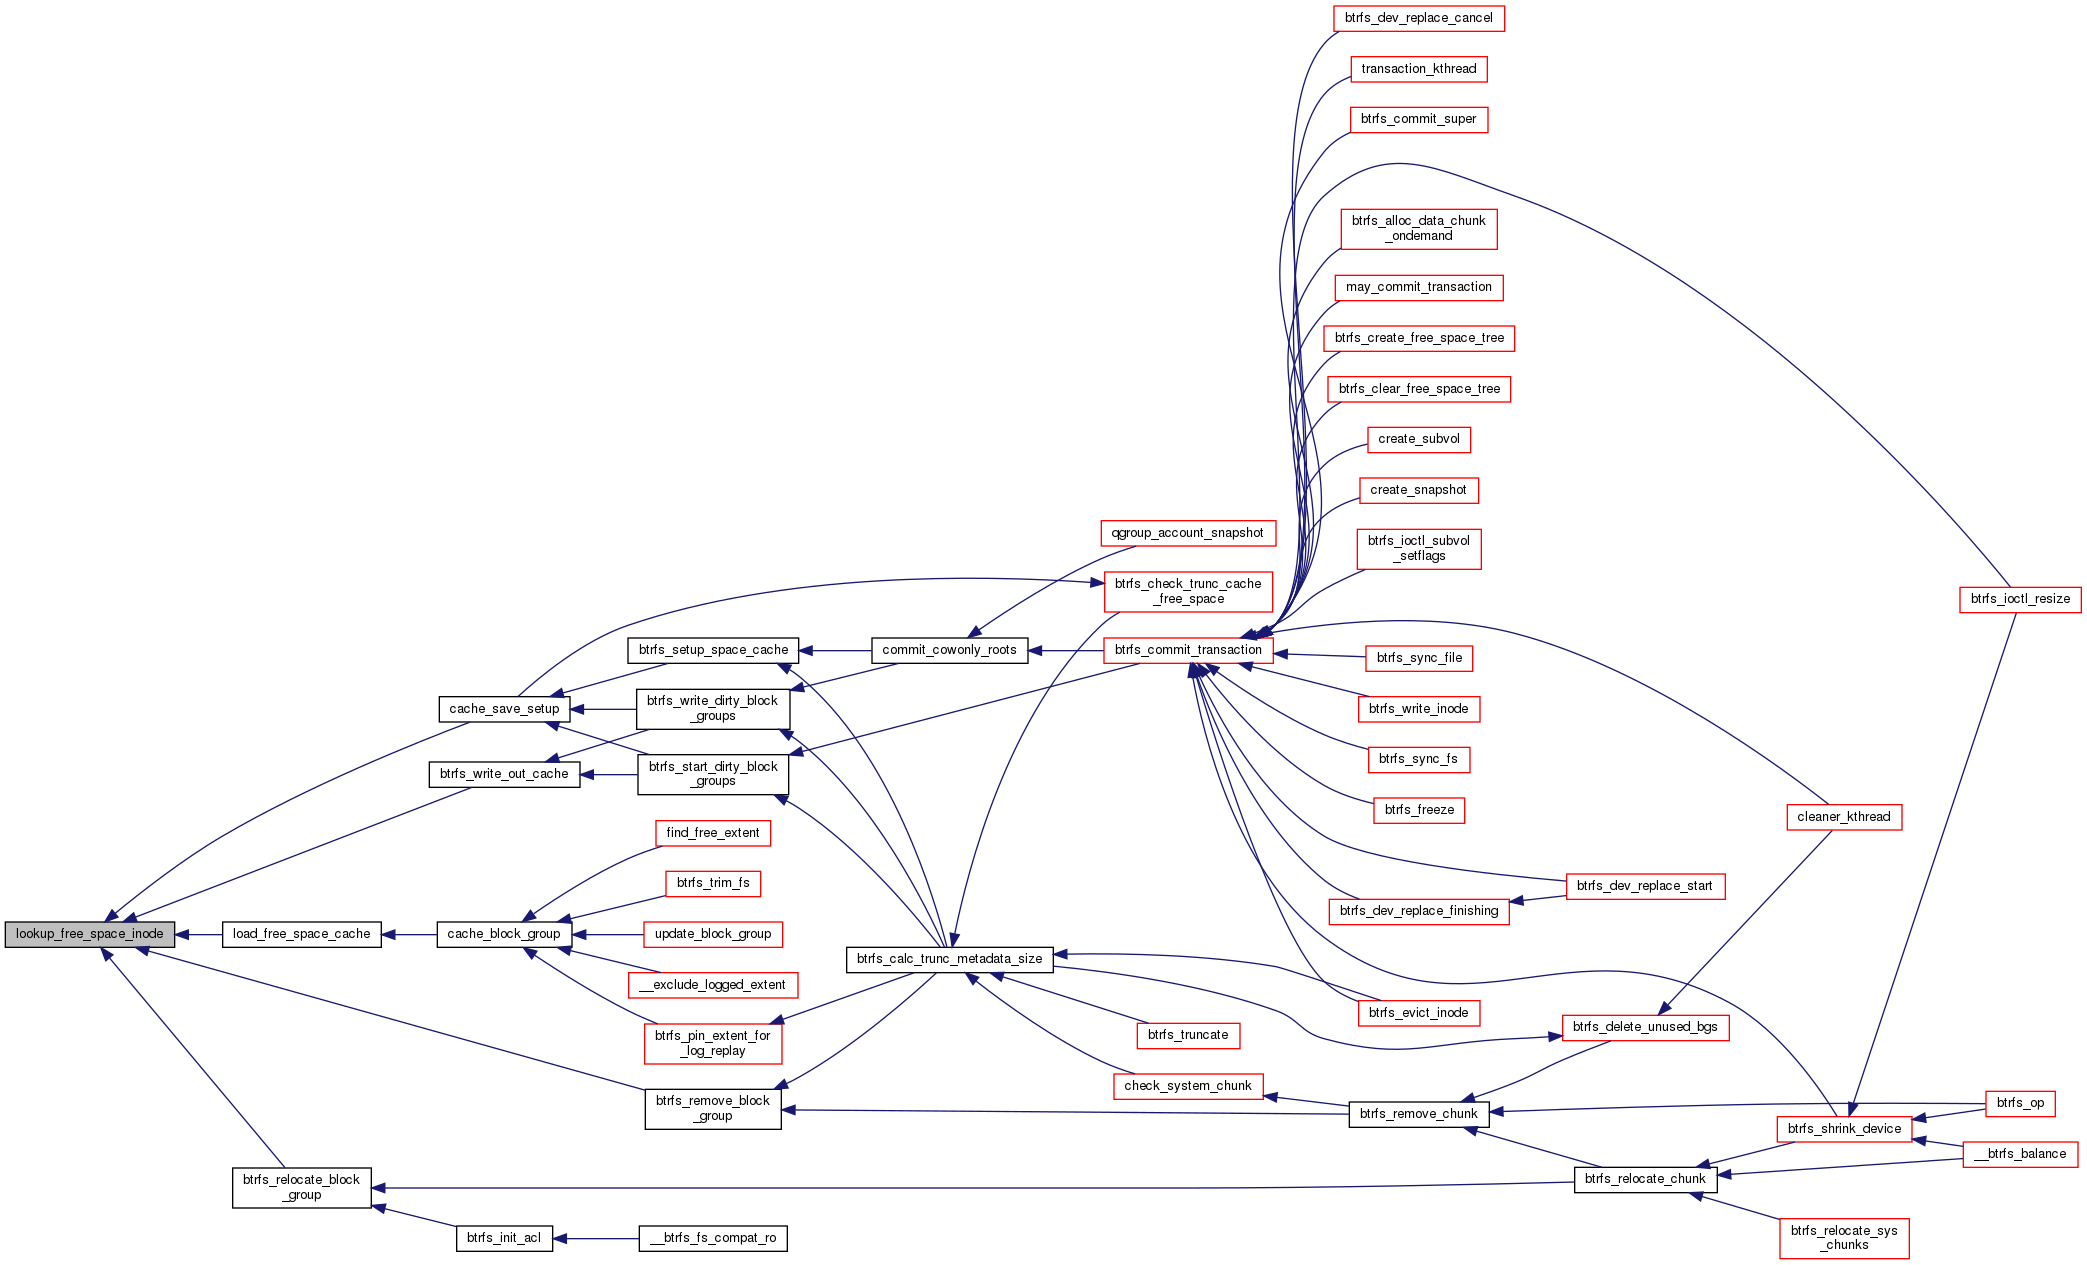 btrfs_dev_replace_cancel
transaction_kthread
btrfs_commit_super
btrfs_alloc_data_chunk
_ondemand
may_commit_transaction
btrfs_create_free_space_tree
btrfs_clear_free_space_tree
create_subvol
create_snapshot
qgroup_account_snapshot
btrfs_ioctl_subvol
_setflags
btrfs_check_trunc_cache
_free_space
btrfs_ioctl_resize
btrfs_setup_space_cache
commit_cowonly_roots
btrfs_commit_transaction
btrfs_sync_file
cache_save_setup
btrfs_write_dirty_block
_groups
btrfs_write_inode
btrfs_write_out_cache
btrfs_start_dirty_block
_groups
btrfs_sync_fs
btrfs_freeze
cleaner_kthread
find_free_extent
btrfs_trim_fs
btrfs_dev_replace_start
btrfs_dev_replace_finishing
lookup_free_space_inode
load_free_space_cache
cache_block_group
update_block_group
btrfs_calc_trunc_metadata_size
__exclude_logged_extent
btrfs_evict_inode
btrfs_pin_extent_for
_log_replay
btrfs_truncate
btrfs_delete_unused_bgs
check_system_chunk
btrfs_remove_block
_group
btrfs_remove_chunk
btrfs_op
btrfs_shrink_device
__btrfs_balance
btrfs_relocate_block
_group
btrfs_relocate_chunk
btrfs_init_acl
__btrfs_fs_compat_ro
btrfs_relocate_sys
_chunks